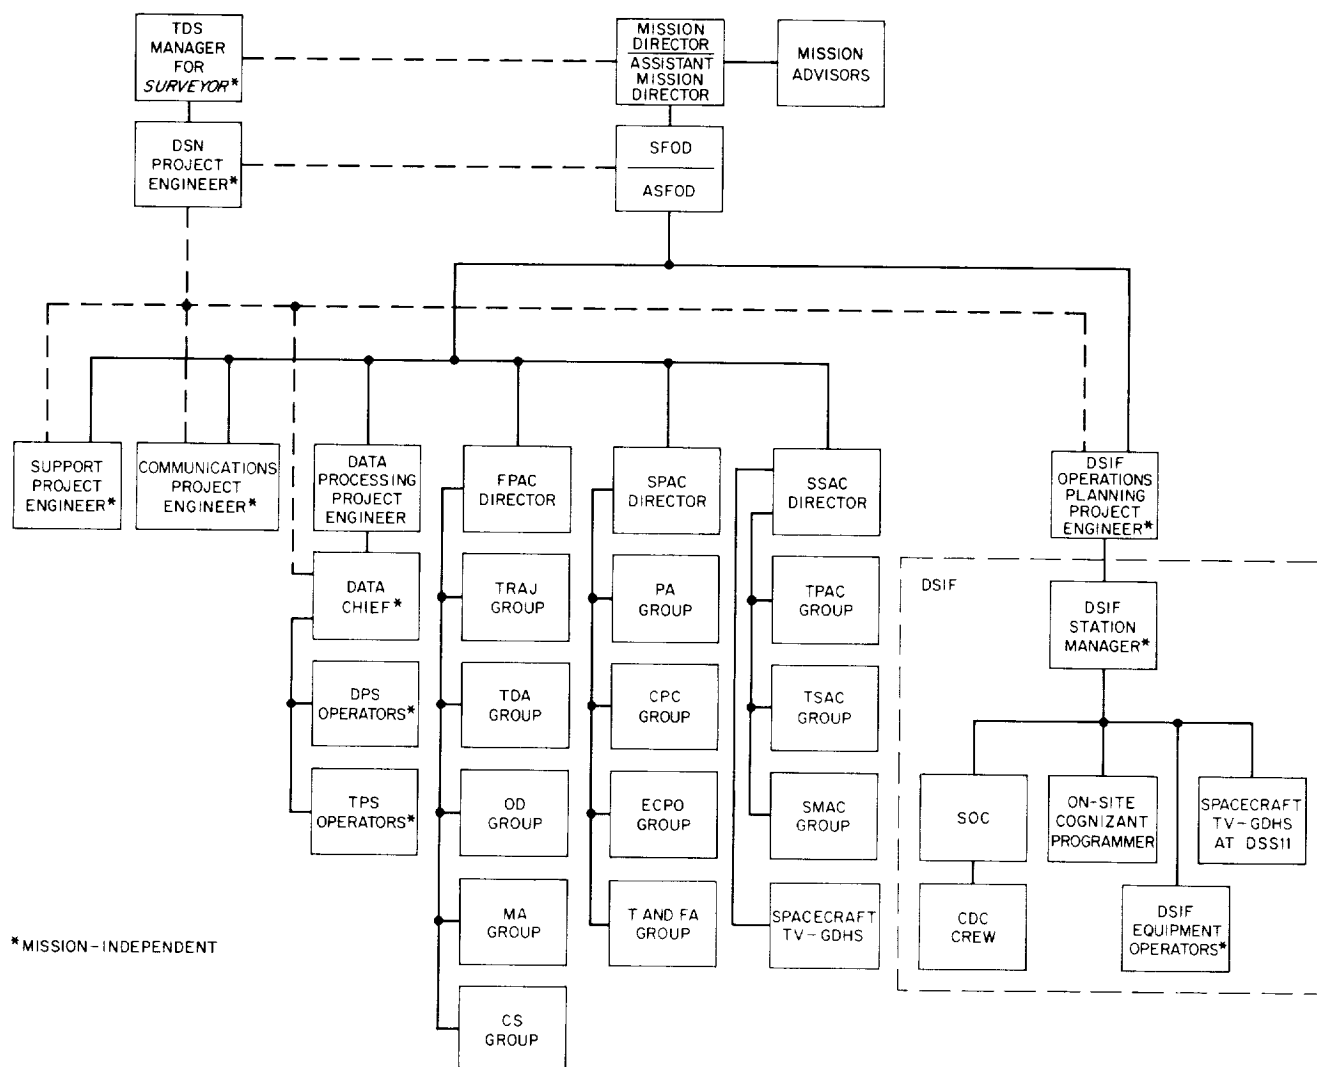 TDS
MANAGER
FOR
SURVEYOR*
MISSION
DIRECTOR
ASSISTANT
MISSION
DIRECTOR
MISSION
ADVISORS
DSN
PROJECT
ENGINEER*
SFOD
ASFOD
SUPPORT
PROJECT
ENGINEER*
COMMUNICATIONS
PROJECT
ENGINEER*
DATA
PROCESSING
PROJECT
ENGINEER
FPAC
DIRECTOR
SPAC
DIRECTOR
SSAC
DIRECTOR
DSIF
OPERATIONS
PLANNING
PROJECT
ENGINEER*
DATA
CHIEF*
TRAJ
GROUP
PA
GROUP
TPAC
GROUP
DSIF
DSIF
STATION
MANAGER*
DPS
OPERATORS*
TDA
GROUP
CPC
GROUP
TSAC
GROUP
TPS
OPERATORS*
OD
GROUP
ECPO
GROUP
SMAC
GROUP
SOC
ON-SITE
COGNIZANT
PROGRAMMER
SPACECRAFT
TV-GDHS
AT DSS11
MA
GROUP
T AND FA
GROUP
SPACECRAFT
TV-GDHS
CDC
CREW
DSIF
EQUIPMENT
OPERATORS*
*MISSION-INDEPENDENT
CS
GROUP